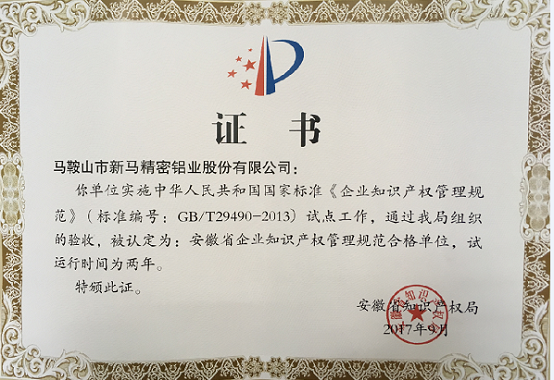 证书
马鞍山市新马精密铝业股份有限公司：
你单位实施中华人民共和国国家标准《企业知识产权管理规
范》（标准编号：GB/T29490-2013）试点工作，通过我局组织
的验收，被认定为：安徽省企业知识产权管理规范合格单位，试
运行时间为两年。
特颁此证。
安徽省知识产权局
2017年9月